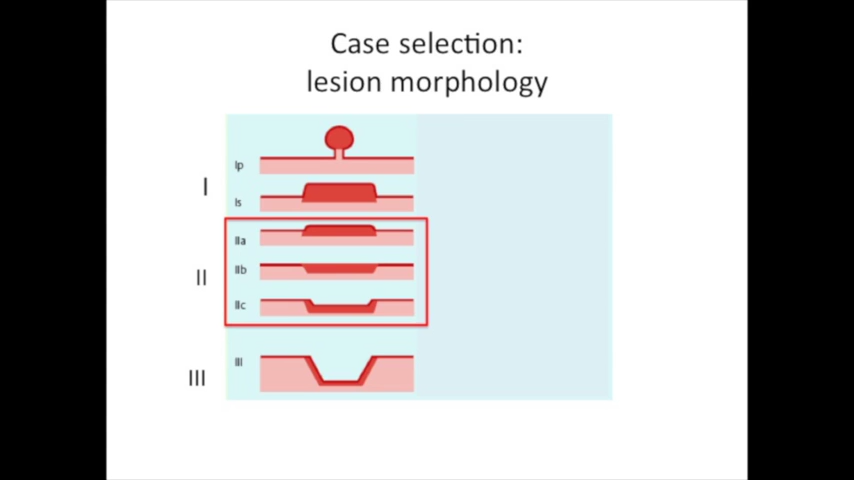 Case selection:
lesion morphology
I
Ip
Is
II
IIa
IIb
IIc
III
III